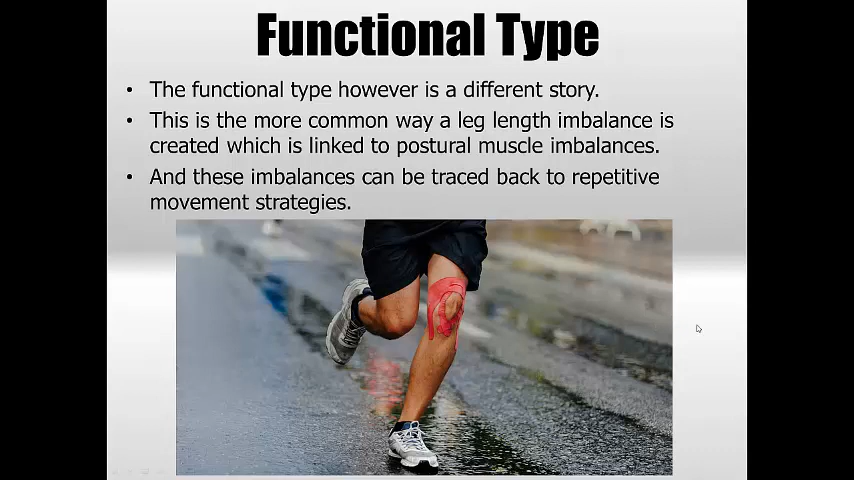 Functional Type
• The functional type however is a different story.
• This is the more common way a leg length imbalance is
created which is linked to postural muscle imbalances.
• And these imbalances can be traced back to repetitive
movement strategies.